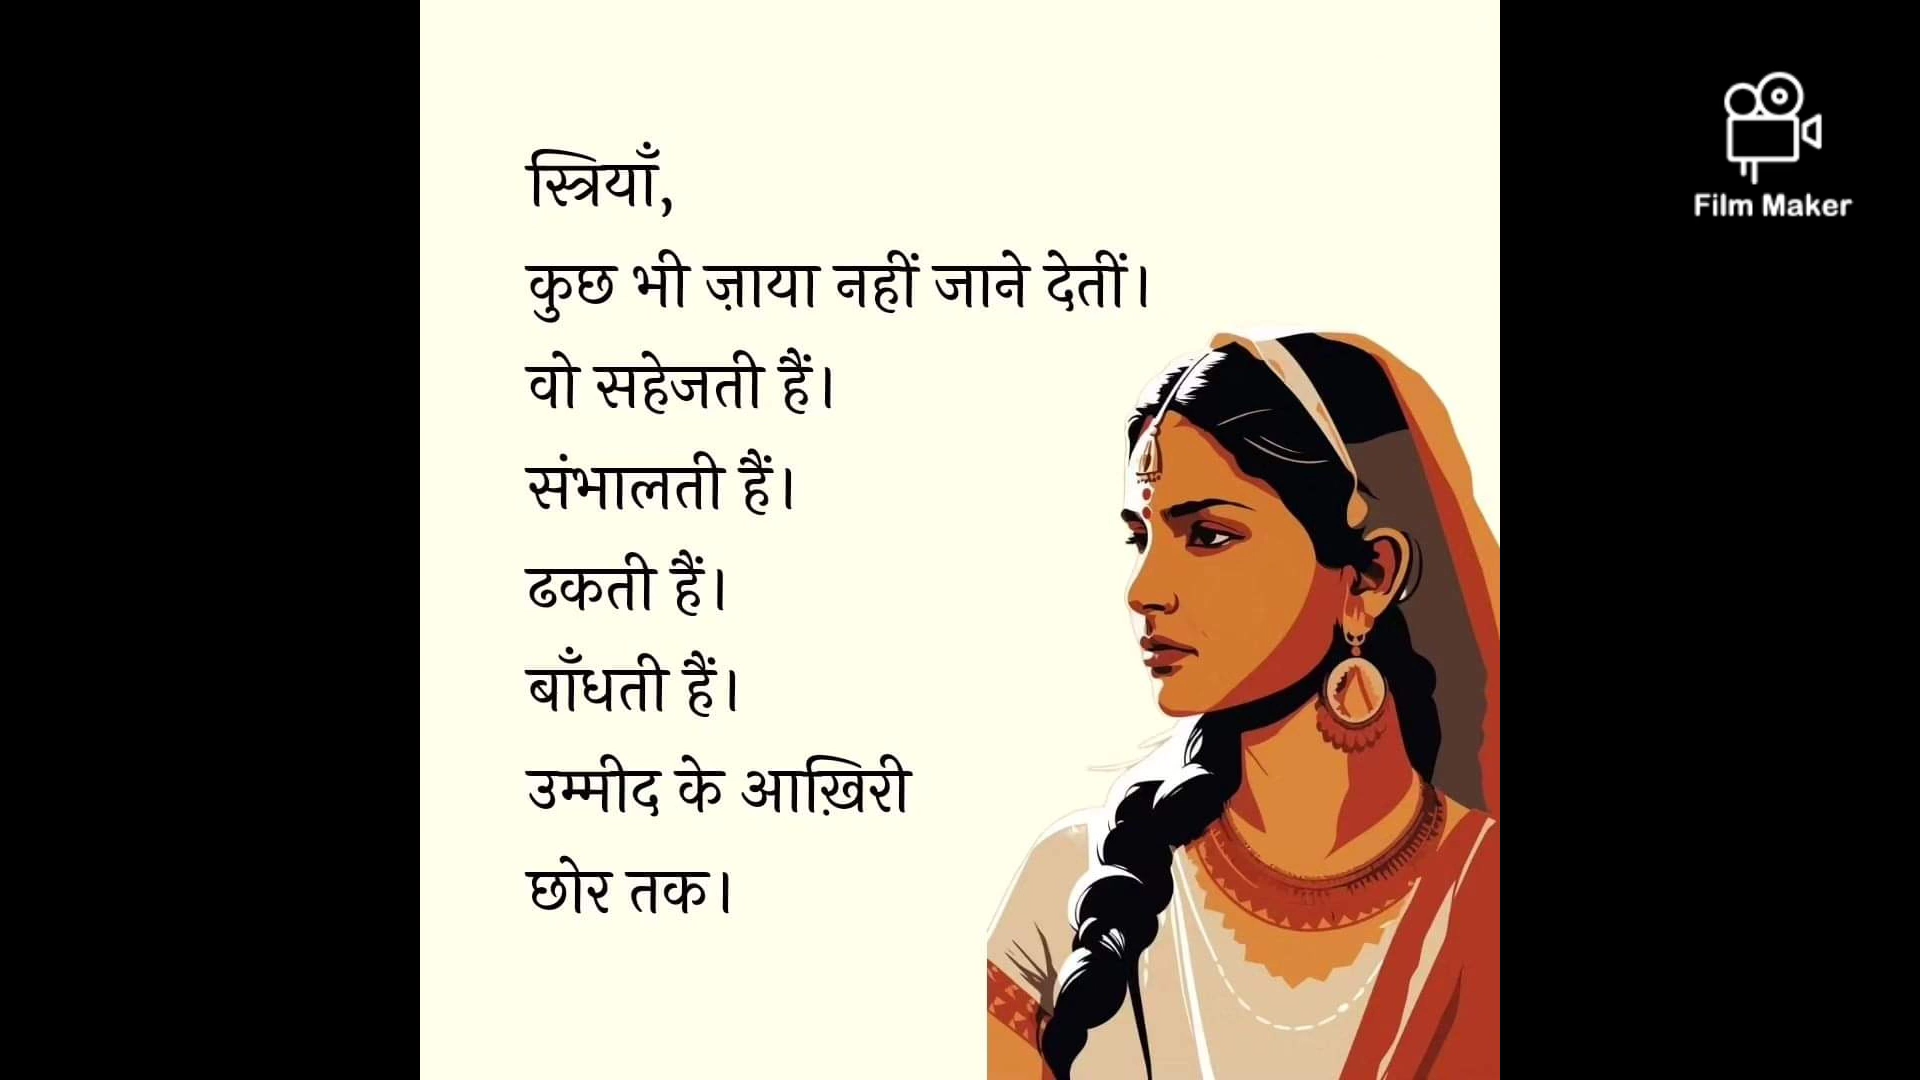 स्त्रियाँ,
कुछ भी ज़ाया नहीं जाने देतीं।
वो सहेजती हैं।
संभालती हैं।
ढकती हैं।
बाँधती हैं।
उम्मीद के आख़िरी
छोर तक।
Film Maker